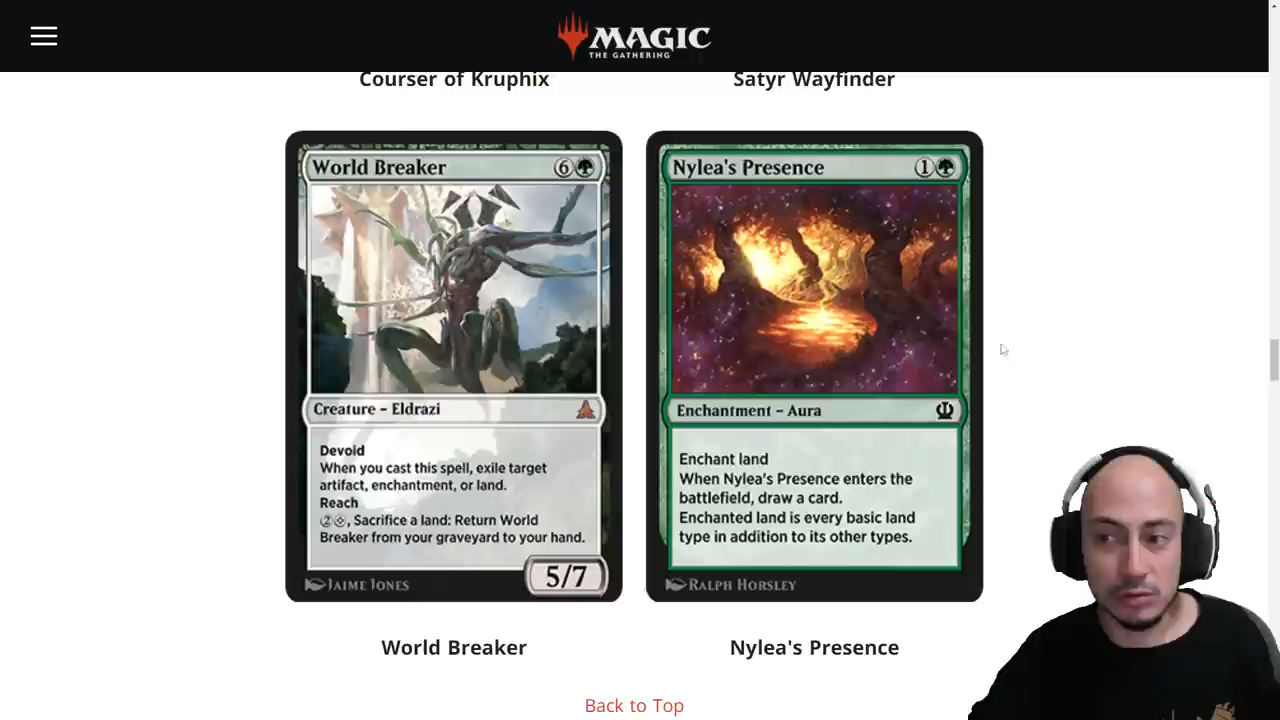 MAGIC
THE GATHERING
Courser of Kruphix
Satyr Wayfinder
World Breaker 6
Creature - Eldrazi
Devoid
When you cast this spell, exile target
artifact, enchantment, or land.
Reach
2, Sacrifice a land: Return World
Breaker from your graveyard to your hand.
5/7
JAIME JONES
World Breaker
Nylea's Presence 1
Enchantment - Aura
Enchant land
When Nylea's Presence enters the
battlefield, draw a card.
Enchanted land is every basic land
type in addition to its other types.
RALPH HORSLEY
Nylea's Presence
Back to Top